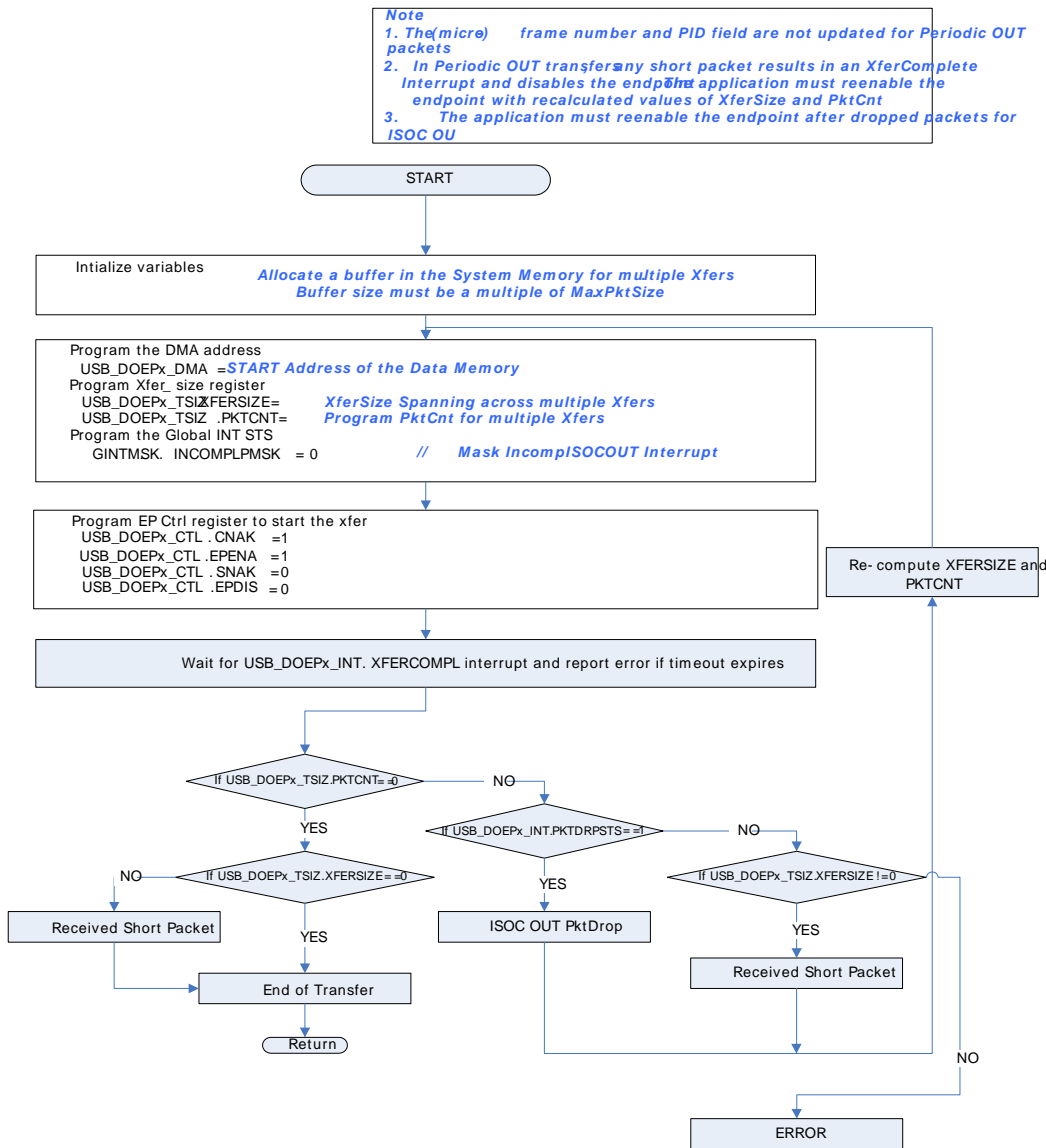 Note
1. The(micro) frame number and PID field are not updated for Periodic OUT
packets
2. In Periodic OUT transfers, any short packet results in an XferComplete
Interrupt and disables the endpoint The application must reenable the
endpoint with recalculated values of XferSize and PktCnt
3. The application must reenable the endpoint after dropped packets for
ISOC OU
START
Intialize variables
Allocate a buffer in the System Memory for multiple Xfers
Buffer size must be a multiple of MaxPktSize
Program the DMA address
USB_DOEPx_DMA =START Address of the Data Memory
Program Xfer_ size register
USB_DOEPx_TSIZ.XFERSIZE= XferSize Spanning across multiple Xfers
USB_DOEPx_TSIZ .PKTCNT= Program PktCnt for multiple Xfers
Program the Global INT STS
GINTMSK. INCOMPLPMSK = 0 // Mask IncompISOCOUT Interrupt
Program EP Ctrl register to start the xfer
USB_DOEPx_CTL .CNAK =1
USB_DOEPx_CTL .EPENA =1
USB_DOEPx_CTL .SNAK =0
USB_DOEPx_CTL .EPDIS =0
Re- compute XFERSIZE and
PKTCNT
Wait for USB_DOEPx_INT. XFERCOMPL interrupt and report error if timeout expires
If USB_DOEPx_TSIZ.PKTCNT==0
NO
YES
If USB_DOEPx_INT.PKTDRPSTS==1
NO
YES
If USB_DOEPx_TSIZ.XFERSIZE==0
NO
YES
If USB_DOEPx_TSIZ.XFERSIZE !=0
YES
NO
Received Short Packet
ISOC OUT PktDrop
Received Short Packet
End of Transfer
Return
ERROR